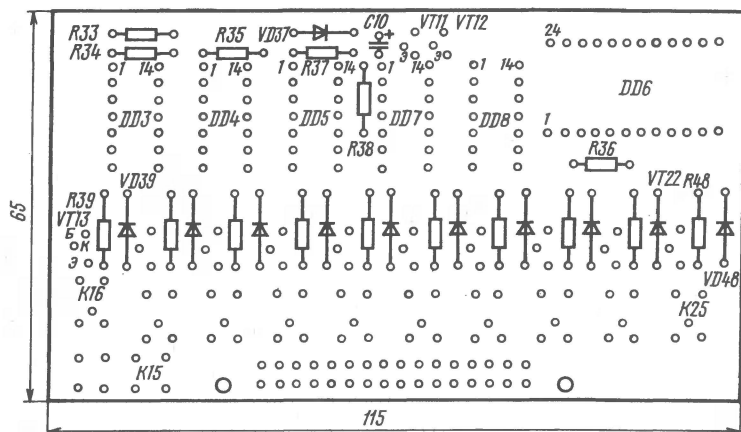 R33
R34
R35
VD37
R37
C10
+
VT11 VT12
Э Э
24
1 14
1 14
1 14
1 14
1 14
DD3
DD4
DD5
DD7
DD8
DD6
1
R38
R36
R39
VD39
VT13
Б
К
Э
VT22 R48
VD48
K16
K15
K25
65
115